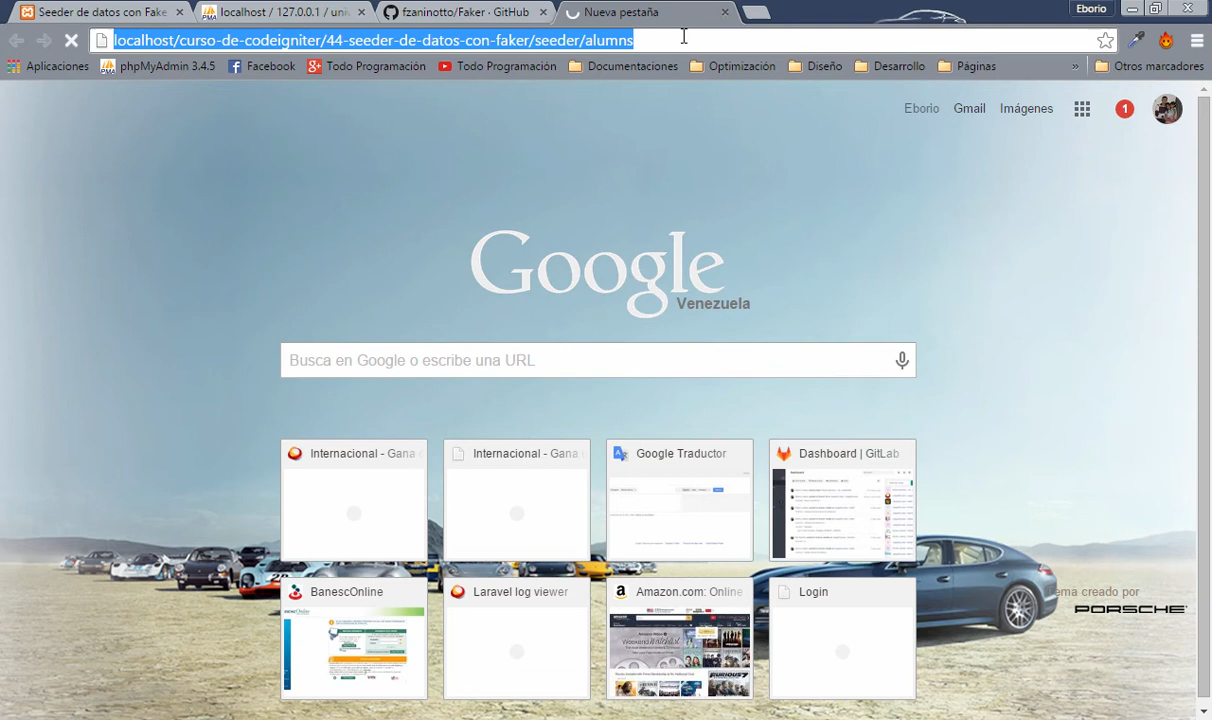 Seeder de datos con Fake
localhost / 127.0.0.1 / uni
fzaninotto/Faker · GitHub
Nueva pestaña
Eborio
localhost/curso-de-codeigniter/44-seeder-de-datos-con-faker/seeder/alumns
Aplicaciones
phpMyAdmin 3.4.5
Facebook
Todo Programación
Todo Programación
Documentaciones
Optimización
Diseño
Desarrollo
Páginas
»
Otros marcadores
Eborio
Gmail
Imágenes
1
Google
Venezuela
Busca en Google o escribe una URL
Internacional - Gana
Internacional - Gana
Google Traductor
Dashboard | GitLab
BanescOnline
Laravel log viewer
Amazon.com: Online
Login
ema creado por
PORSCHE